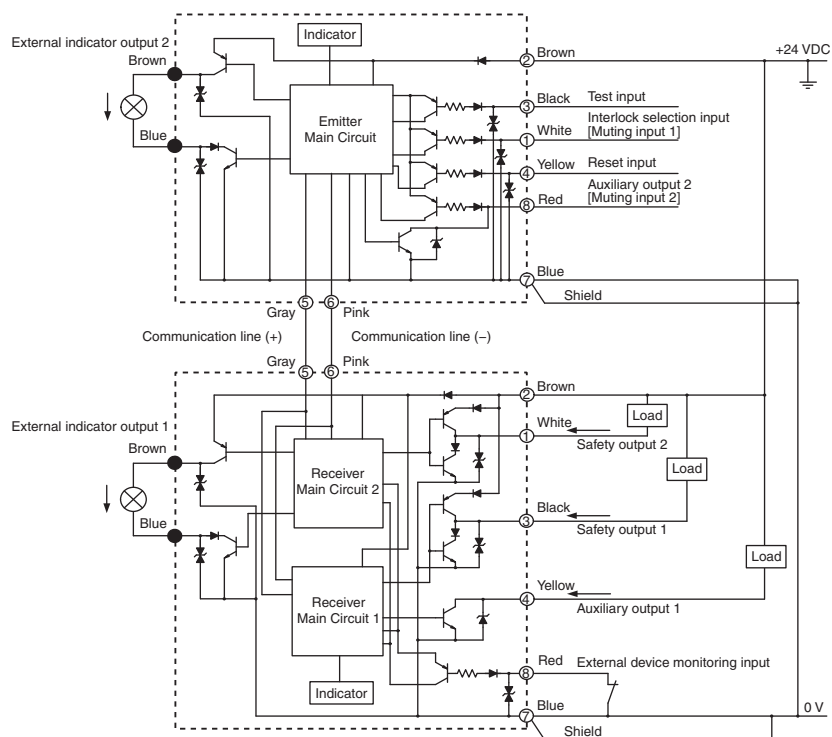 External indicator output 2
Indicator
Brown
+24 VDC
Brown
2
Emitter
Main Circuit
Black
Test input
3
Interlock selection input
White
[Muting input 1]
1
Blue
Yellow
Reset input
4
Auxiliary output 2
Red
[Muting input 2]
8
Blue
7
Shield
5
6
Gray
Pink
Communication line (+)
Communication line (−)
Gray
Pink
5
6
Brown
2
External indicator output 1
White
Load
1
Safety output 2
Brown
Receiver
Main Circuit 2
Load
Black
3
Safety output 1
Blue
Load
Receiver
Main Circuit 1
Yellow
4
Auxiliary output 1
Red
External device monitoring input
8
Indicator
Blue
0 V
7
Shield